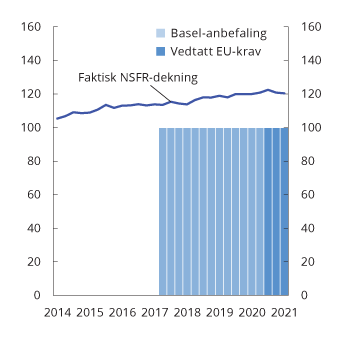 160 160
Basel-anbefaling
140 Vedtatt EU-krav 140
Faktisk NSFR-dekning
120 120
100 100
80 80
60 60
40 40
20 20
0 0
2014 2015 2016 2017 2018 2019 2020 2021